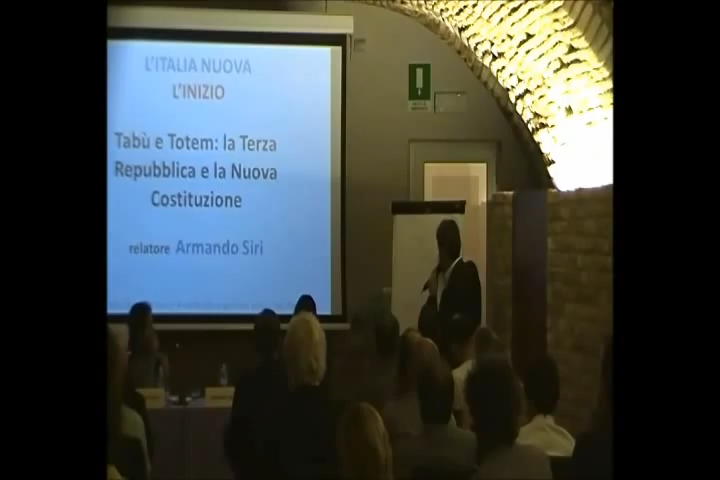 L'ITALIA NUOVA
L'INIZIO
Tabù e Totem: la Terza
Repubblica e la Nuova
Costituzione
relatore Armando Siri